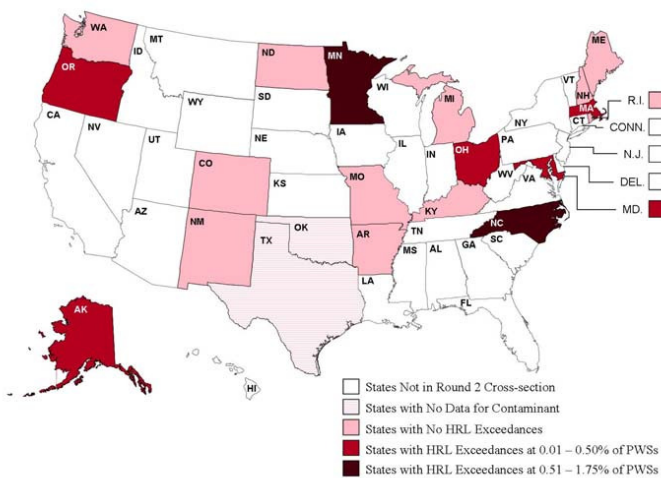 WA
MT
ND
MN
ME
OR
ID
SD
WI
MI
VT
NH
MA
R.I.
WY
NY
CT
CONN.
CA
NV
UT
NE
IA
IL
IN
OH
PA
N.J.
CO
KS
MO
KY
WV
VA
DEL.
AZ
NM
OK
AR
TN
NC
MD.
TX
LA
MS
AL
GA
SC
FL
AK
HI
States Not in Round 2 Cross-section
States with No Data for Contaminant
States with No HRL Exceedances
States with HRL Exceedances at 0.01 – 0.50% of PWSs
States with HRL Exceedances at 0.51 – 1.75% of PWSs